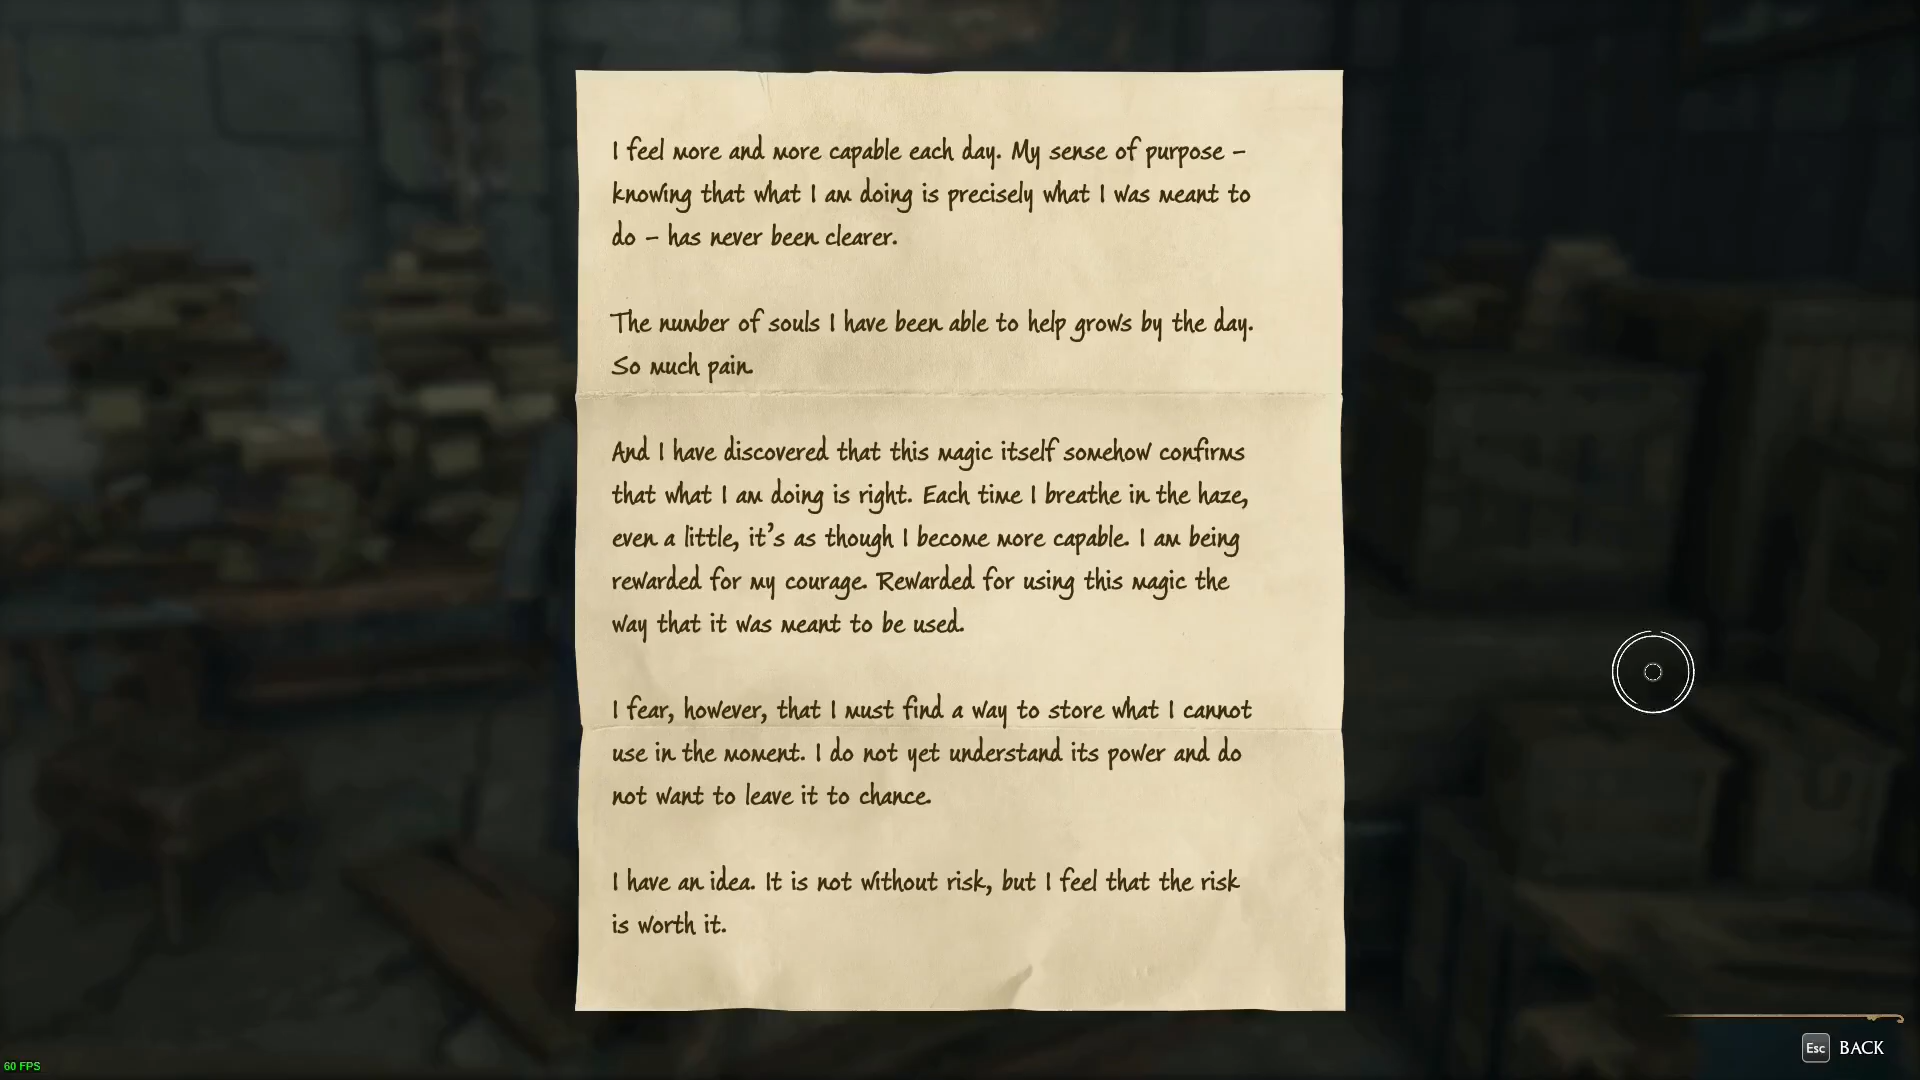 I feel more and more capable each day. My sense of purpose –
knowing that what I am doing is precisely what I was meant to
do – has never been clearer.
The number of souls I have been able to help grows by the day.
So much pain.
And I have discovered that this magic itself somehow confirms
that what I am doing is right. Each time I breathe in the haze,
even a little, it's as though I become more capable. I am being
rewarded for my courage. Rewarded for using this magic the
way that it was meant to be used.
I fear, however, that I must find a way to store what I cannot
use in the moment. I do not yet understand its power and do
not want to leave it to chance.
I have an idea. It is not without risk, but I feel that the risk
is worth it.
Esc BACK
60 FPS